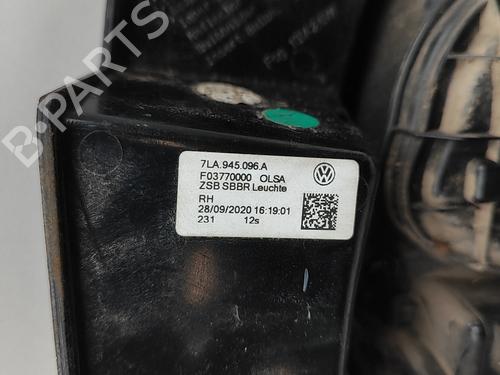 B-PARTS
7LA.945.096.A
F03770000 OLSA
ZSB SBBR Leuchte
RH
28/09/2020 16:19:01
231 12s